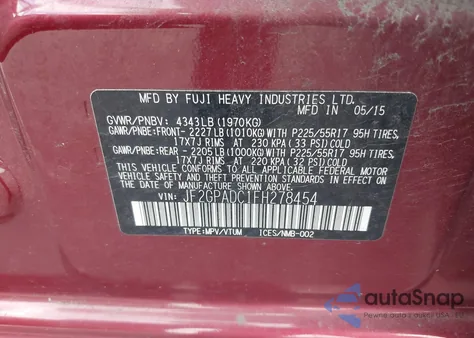 MFD. BY FUJI HEAVY INDUSTRIES LTD.
05/15
GVWR/PNBV: 4343LB (1970KG)
GAWR/PNBE:FRONT- 2227LB(1010KG)WITH P225/55R17 95H TIRES
17X7J RIMS AT 230 KPA( 33 PSI) COLD
GAWR/PNBE:REAR - 2205LB(1000KG)WITH P225/55R17 95H TIRES
17X7J RIMS AT 220 KPA( 32 PSI) COLD
THIS VEHICLE CONFORMS TO ALL APPLICABLE FEDERAL MOTOR
VEHICLE SAFETY AND THEFT PREVENTION STANDARDS IN EFFECT
ON THE DATE OF MANUFACTURE SHOWN ABOVE.
VIN: JF2GPADC1FH278454
TYPE:MPV/VTUM ICES/NMB-002
autoSnap